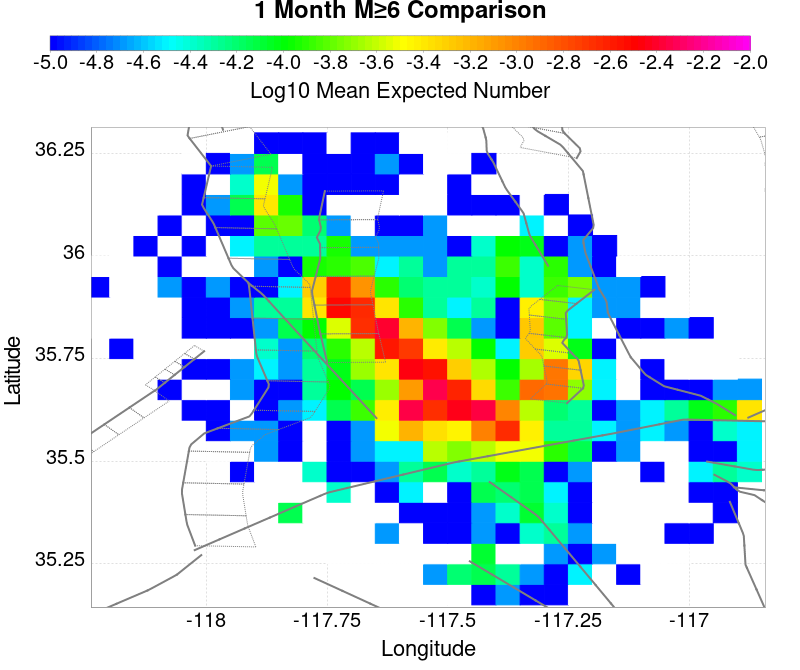 1 Month M≥6 Comparison
-5.0 -4.8 -4.6 -4.4 -4.2 -4.0 -3.8 -3.6 -3.4 -3.2 -3.0 -2.8 -2.6 -2.4 -2.2 -2.0
Log10 Mean Expected Number
36.25
36
35.75
35.5
35.25
Latitude
-118 -117.75 -117.5 -117.25 -117
Longitude